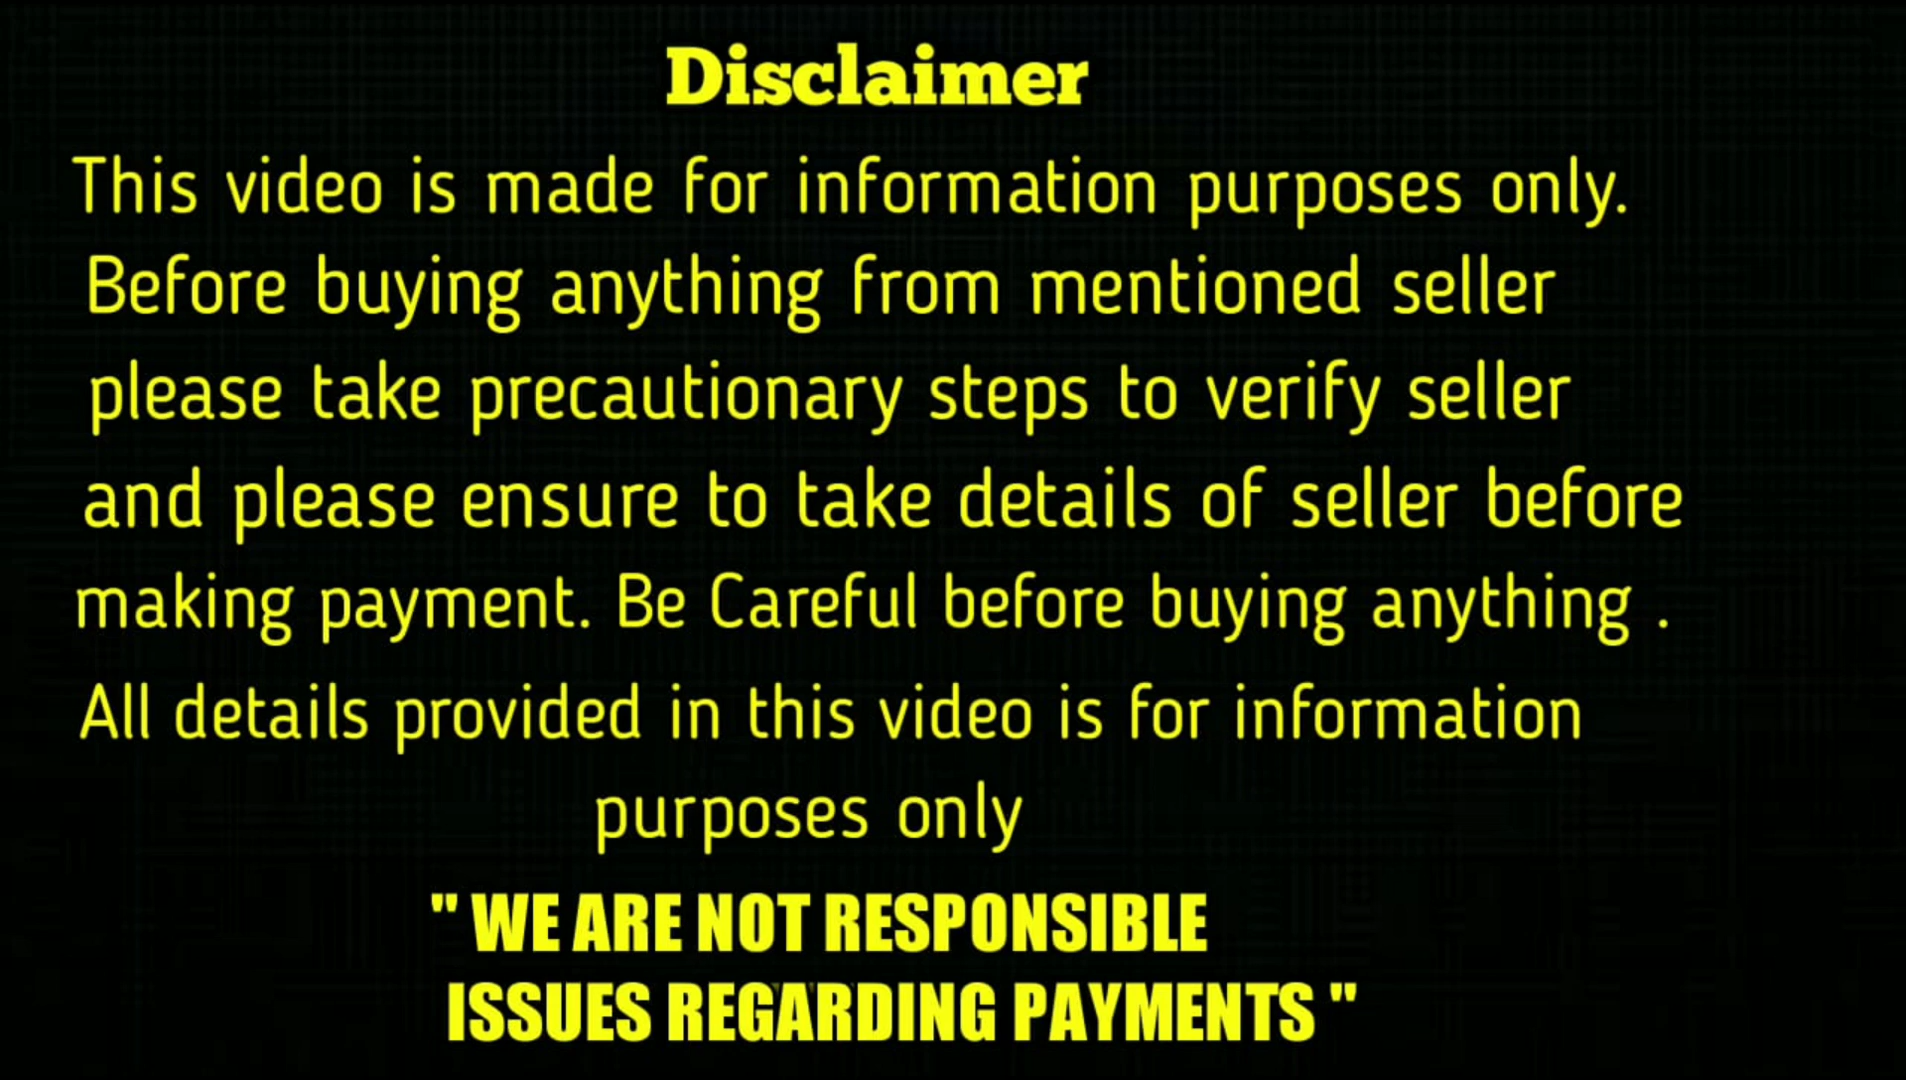 Disclaimer
This video is made for information purposes only.
Before buying anything from mentioned seller
please take precautionary steps to verify seller
and please ensure to take details of seller before
making payment. Be Careful before buying anything .
All details provided in this video is for information
purposes only
" WE ARE NOT RESPONSIBLE
ISSUES REGARDING PAYMENTS "